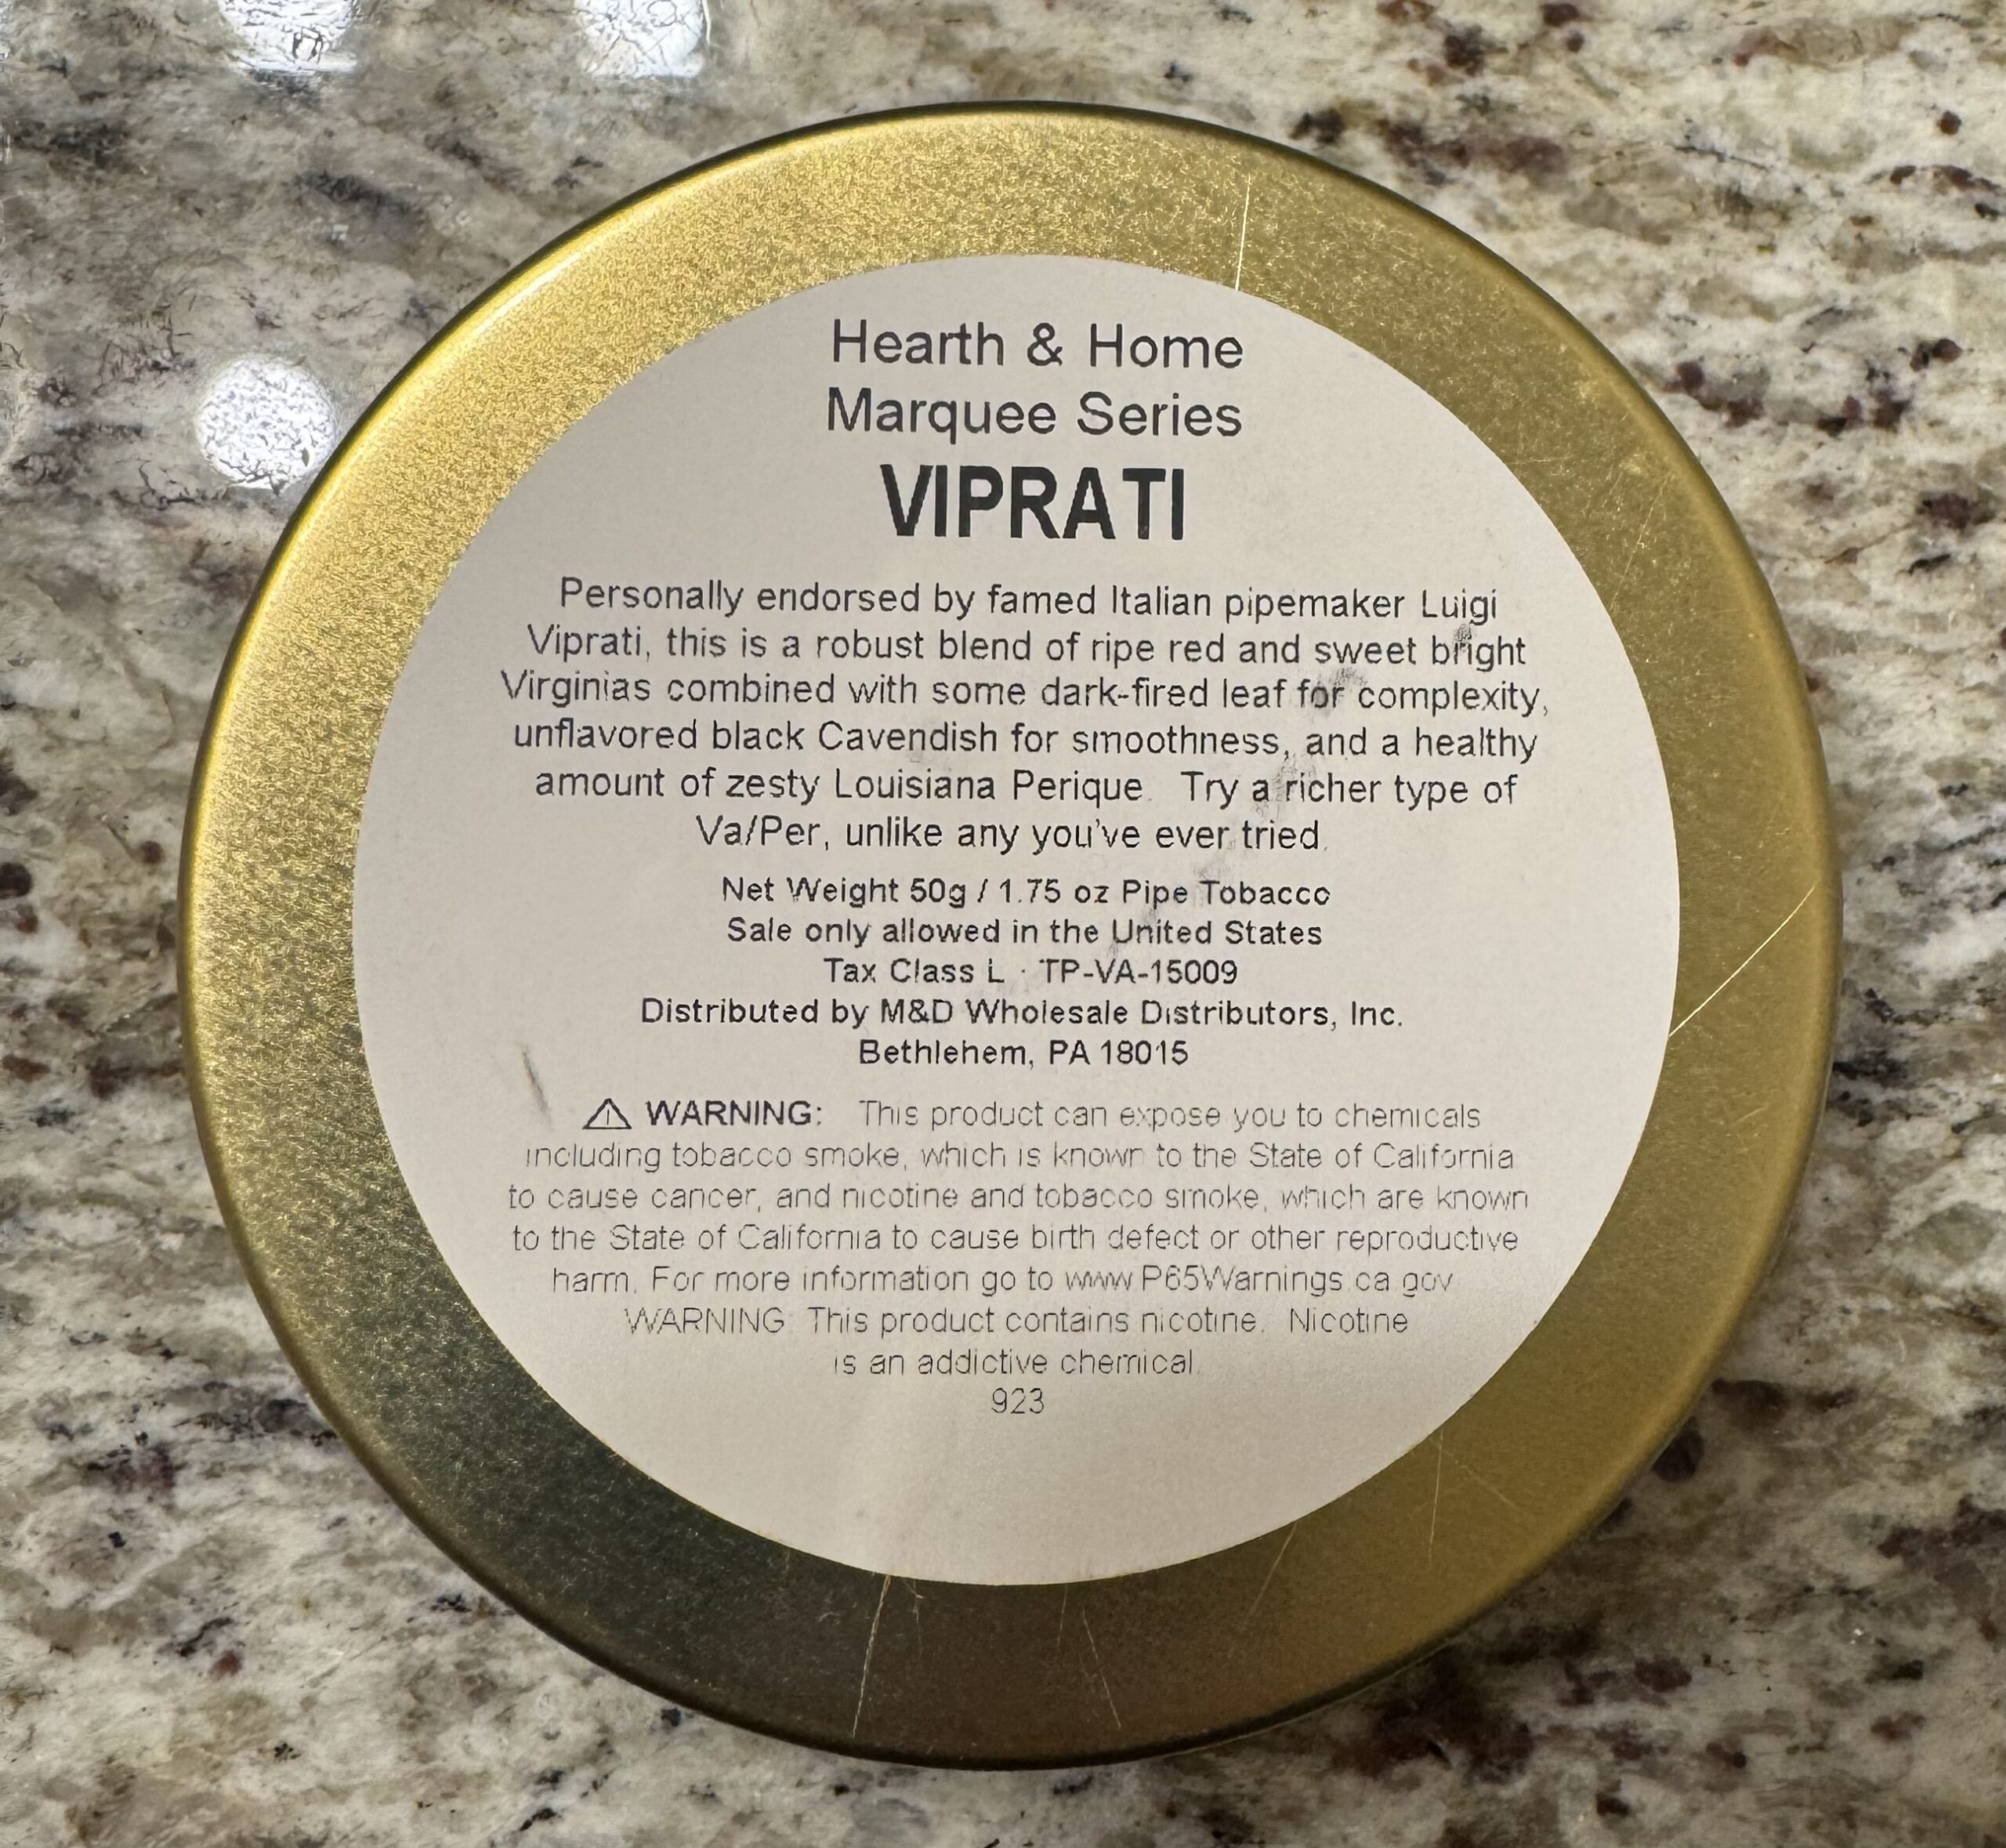 Hearth & Home
Marquee Series
VIPRATI
Personally endorsed by famed Italian pipemaker Luigi
Viprati, this is a robust blend of ripe red and sweet bright
Virginias combined with some dark-fired leaf for complexity,
unflavored black Cavendish for smoothness, and a healthy
amount of zesty Louisiana Perique. Try a richer type of
Va/Per, unlike any you've ever tried.
Net Weight 50g / 1.75 oz Pipe Tobacco
Sale only allowed in the United States
Tax Class L · TP-VA-15009
Distributed by M&D Wholesale Distributors, Inc.
Bethlehem, PA 18015
⚠ WARNING: This product can expose you to chemicals
including tobacco smoke, which is known to the State of California
to cause cancer, and nicotine and tobacco smoke, which are known
to the State of California to cause birth defect or other reproductive
harm. For more information go to www.P65Warnings.ca.gov
WARNING: This product contains nicotine. Nicotine
is an addictive chemical.
923